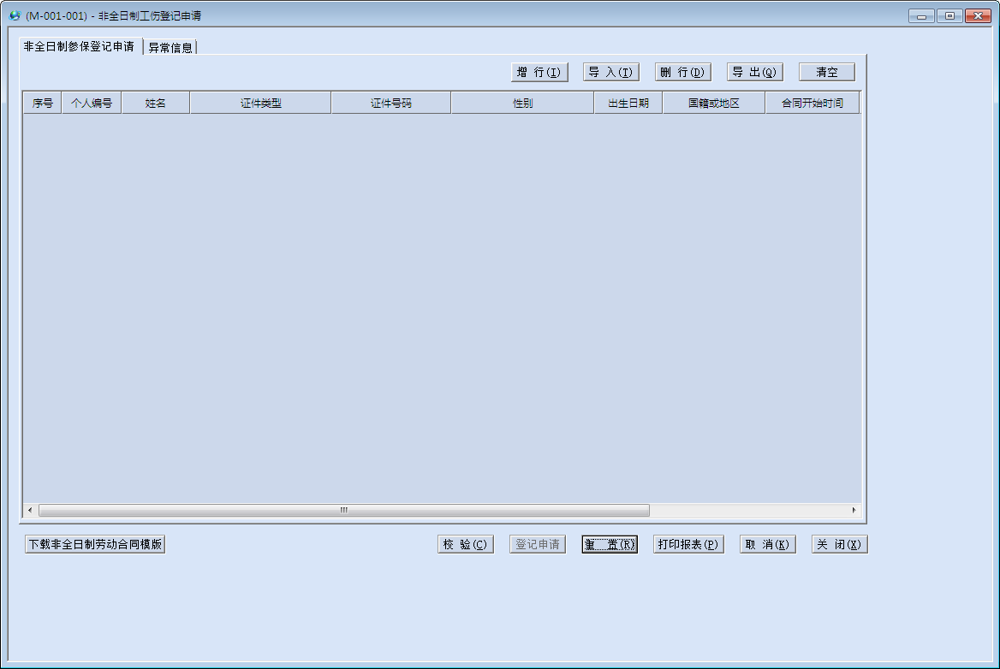 (M-001-001) - 非全日制工伤登记申请
非全日制参保登记申请 异常信息
增 行(I) 导 入(T) 删 行(D) 导 出(Q) 清空
序号 个人编号 姓名 证件类型 证件号码 性别 出生日期 国籍或地区 合同开始时间
下载非全日制劳动合同模版 校 验(C) 登记申请 重 置(R) 打印报表(P) 取 消(K) 关 闭(X)